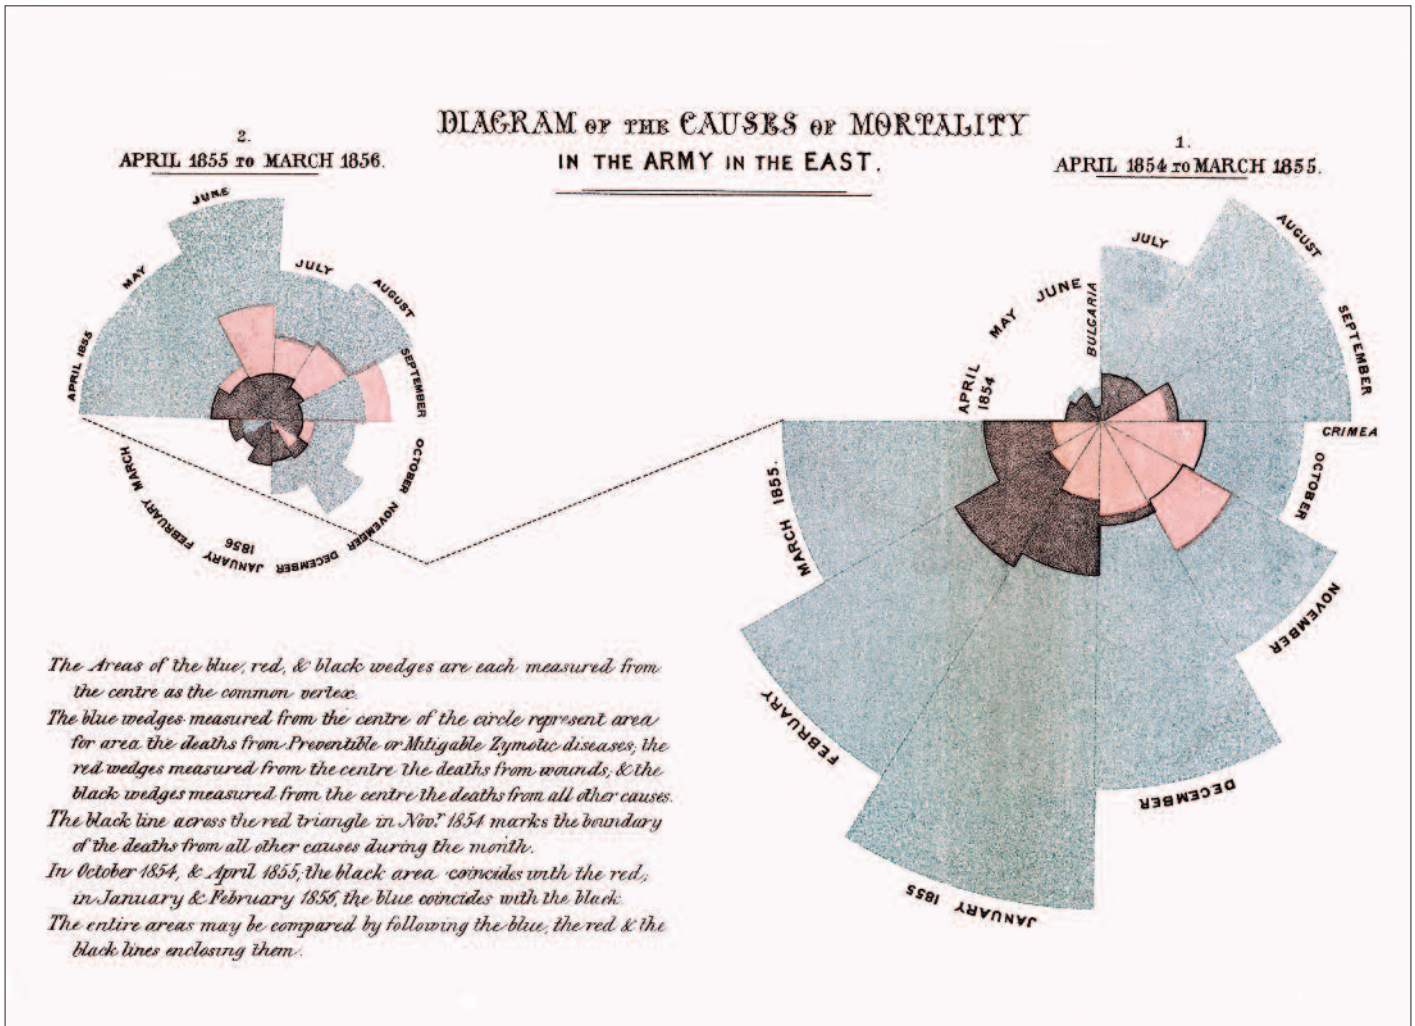 DIAGRAM OF THE CAUSES OF MORTALITY
IN THE ARMY IN THE EAST.
2.
APRIL 1855 TO MARCH 1856.
1.
APRIL 1854 TO MARCH 1855.
APRIL 1855
MAY
JUNE
JULY
AUGUST
SEPTEMBER
OCTOBER
NOVEMBER
DECEMBER
JANUARY
1856
FEBRUARY
MARCH
APRIL
1854
MAY
JUNE
BULGARIA
JULY
AUGUST
SEPTEMBER
CRIMEA
OCTOBER
NOVEMBER
DECEMBER
JANUARY 1855
FEBRUARY
MARCH 1855.
The Areas of the blue, red, & black wedges are each measured from
the centre as the common vertex.
The blue wedges measured from the centre of the circle represent area
for area the deaths from Preventible or Mitigable Zymotic diseases; the
red wedges measured from the centre the deaths from wounds; & the
black wedges measured from the centre the deaths from all other causes.
The black line across the red triangle in Novr. 1854 marks the boundary
of the deaths from all other causes during the month.
In October 1854, & April 1855, the black area coincides with the red;
in January & February 1856, the blue coincides with the black.
The entire areas may be compared by following the blue, the red & the
black lines enclosing them.